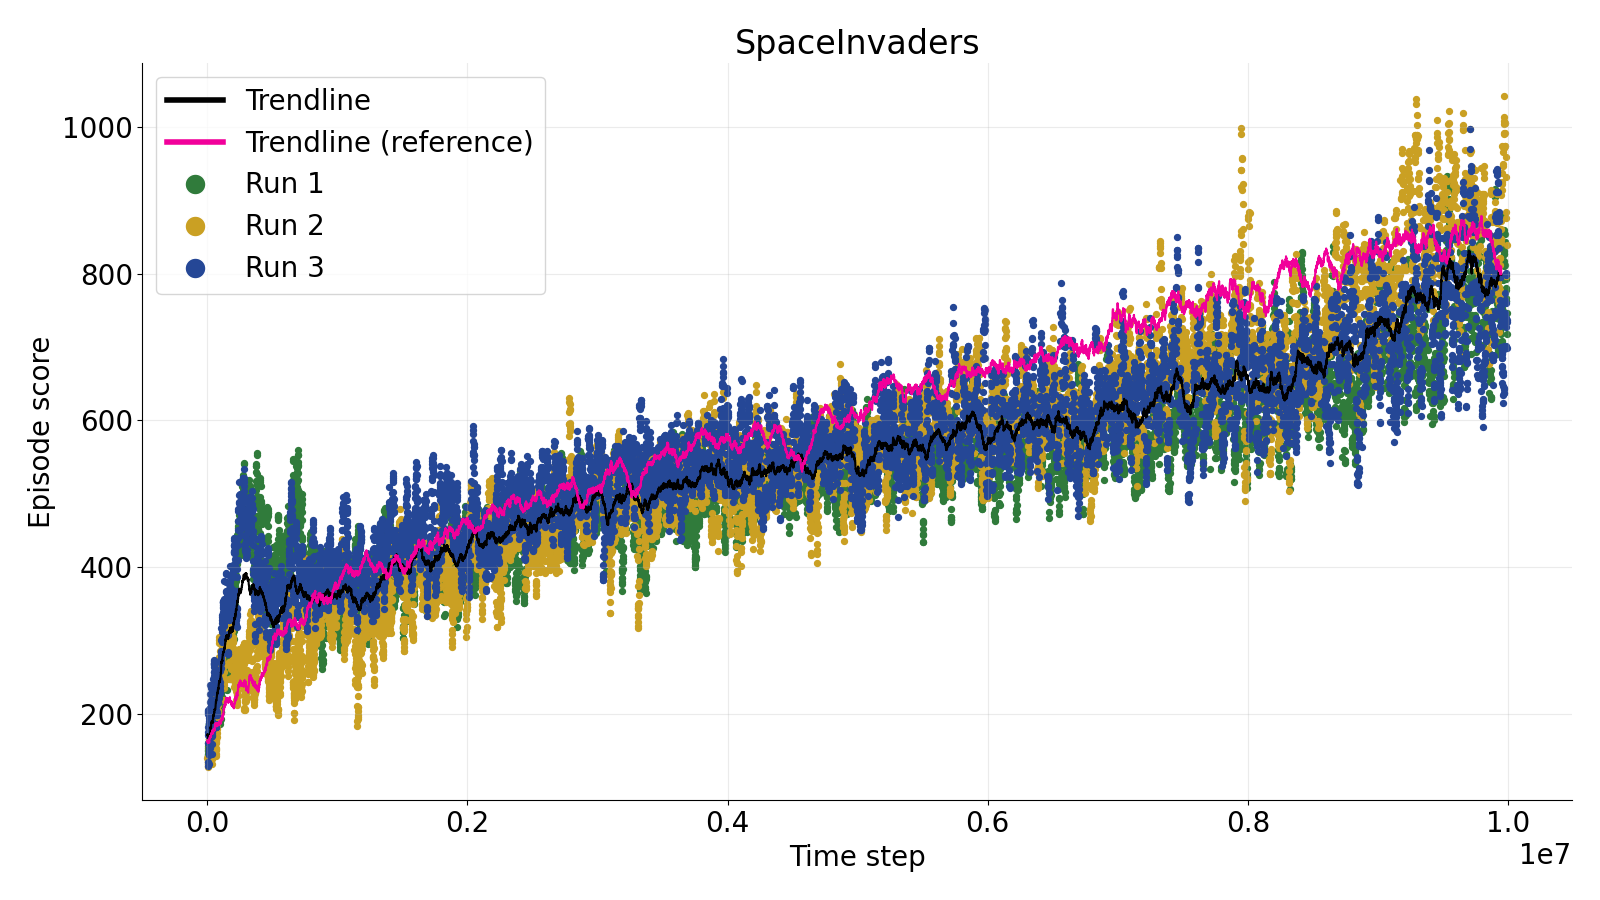 SpaceInvaders
Trendline
Trendline (reference)
Run 1
Run 2
Run 3
Episode score
1000
800
600
400
200
0.0 0.2 0.4 0.6 0.8 1.0
1e7
Time step